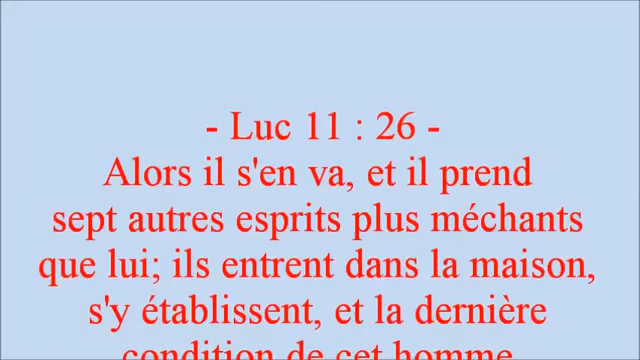 - Luc 11 : 26 -
Alors il s'en va, et il prend
sept autres esprits plus méchants
que lui; ils entrent dans la maison,
s'y établissent, et la dernière
condition de cet homme